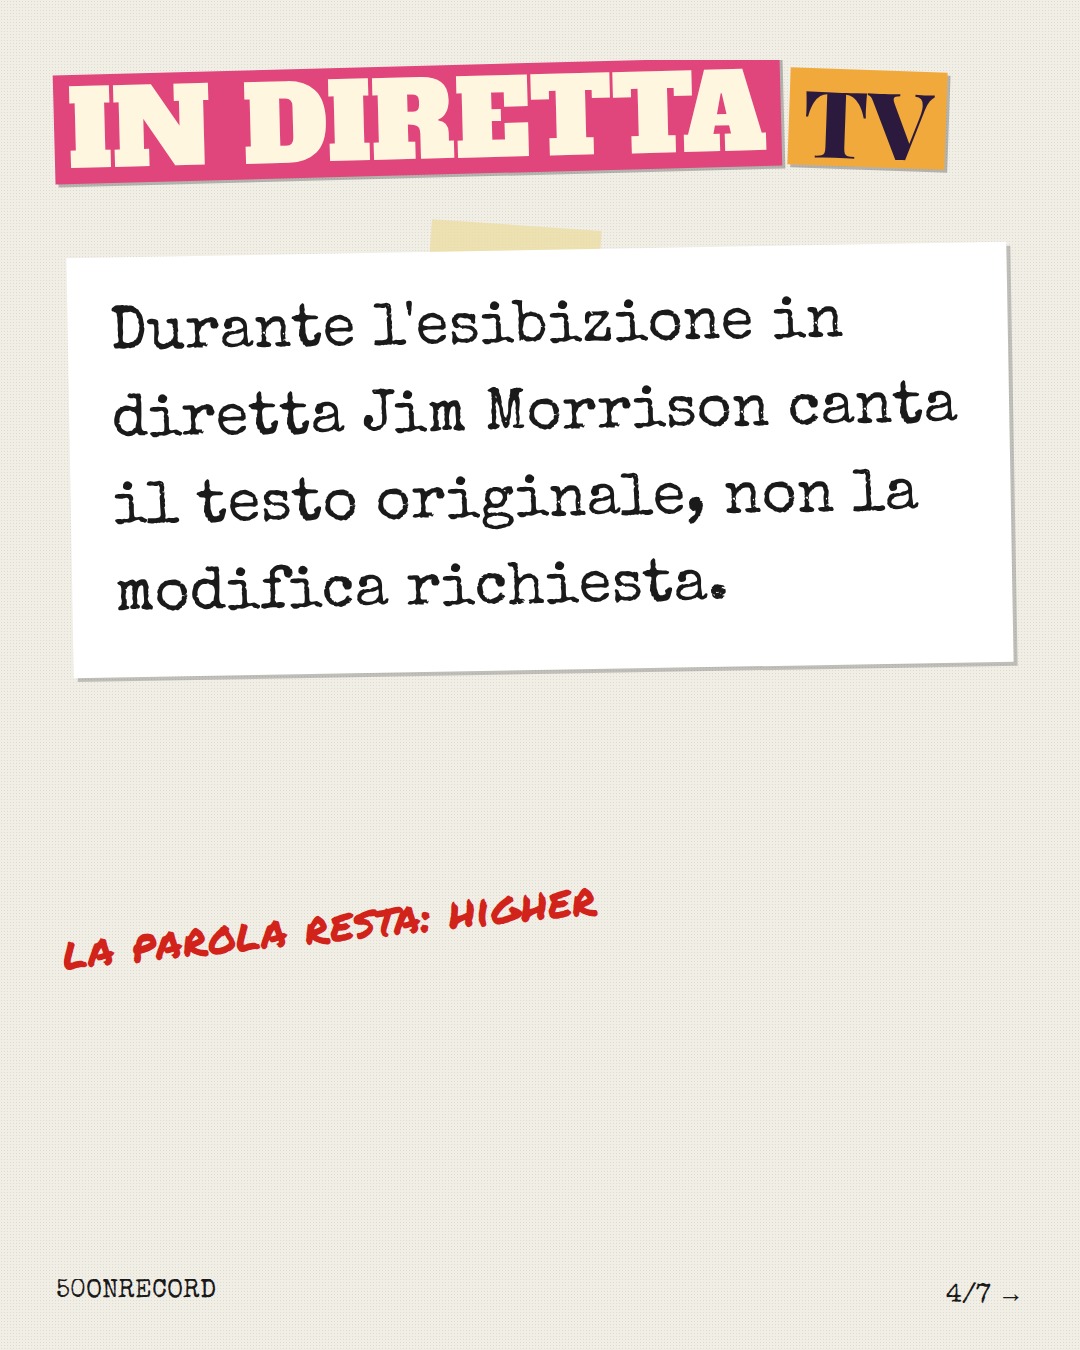 IN DIRETTA TV
Durante l'esibizione in
diretta Jim Morrison canta
il testo originale, non la
modifica richiesta.
LA PAROLA RESTA: HIGHER
500NRECORD
4/7 →